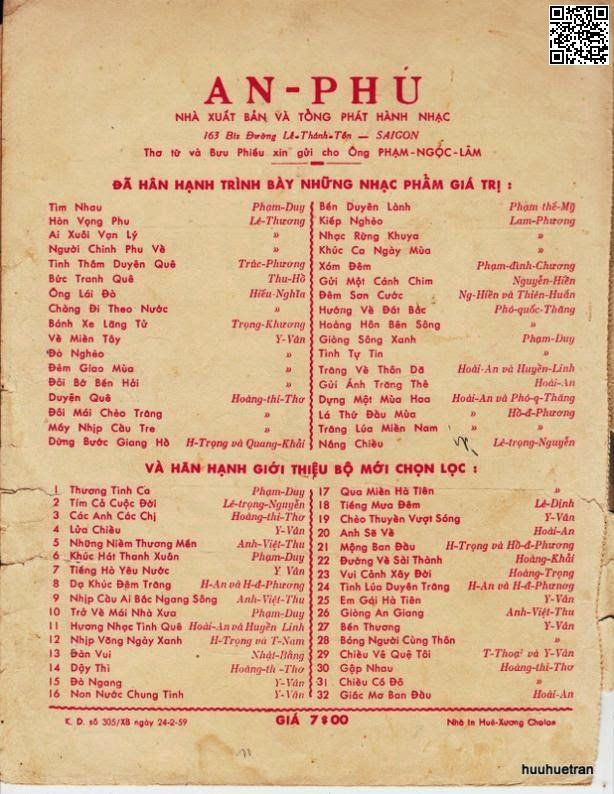 AN - PHÚ
NHÀ XUẤT BẢN VÀ TỔNG PHÁT HÀNH NHẠC
163 Bis Đường Lê-Thánh-Tôn — SAIGON
Thơ từ và Bưu Phiếu xin gửi cho Ông PHẠM-NGỌC-LÂM
ĐÃ HÂN HẠNH TRÌNH BÀY NHỮNG NHẠC PHẨM GIÁ TRỊ :
Tìm Nhau Phạm-Duy
Hòn Vọng Phu Lê-Thương
Ai Xuôi Vạn Lý »
Người Chinh Phu Về »
Tình Thắm Duyên Quê Trúc-Phương
Bức Tranh Quê Thu-Hồ
Ông Lái Đò Hiếu-Nghĩa
Chàng Đi Theo Nước »
Bánh Xe Lãng Tử Trọng-Khương
Về Miền Tây Y-Vân
Đò Nghèo »
Đêm Giao Mùa »
Đôi Bờ Bến Hải »
Duyên Quê Hoàng-thi-Thơ
Đôi Mái Chèo Trăng »
Mấy Nhịp Cầu Tre »
Dừng Bước Giang Hồ H-Trọng và Quang-Khải
Bến Duyên Lành Phạm thế-Mỹ
Kiếp Nghèo Lam-Phương
Nhạc Rừng Khuya »
Khúc Ca Ngày Mùa »
Xóm Đêm Phạm-đình-Chương
Gửi Một Cánh Chim Nguyễn-Hiền
Đêm Sơn Cước Ng-Hiền và Thiên-Huấn
Hướng Về Đất Bắc Phó-quốc-Thăng
Hoàng Hôn Bên Sông »
Giòng Sông Xanh Phạm-Duy
Tình Tự Tin »
Trăng Về Thôn Dã Hoài-An và Huyền-Linh
Gửi Ánh Trăng Thề Hoài-An
Dựng Một Mùa Hoa Hoài-An và Phó-q-Thăng
Lá Thư Đầu Mùa » Hồ-đ-Phương
Trăng Lúa Miền Nam » »
Nắng Chiều Lê-trọng-Nguyễn
VÀ HÃN HẠNH GIỚI THIỆU BỘ MỚI CHỌN LỌC :
1 Thương Tình Ca Phạm-Duy
2 Tím Cả Cuộc Đời Lê-trọng-Nguyễn
3 Các Anh Các Chị Hoàng-thi-Thơ
4 Lửa Chiều Y-Vân
5 Những Niềm Thương Mến Anh-Việt-Thu
6 Khúc Hát Thanh Xuân Phạm-Duy
7 Tiếng Hò Yêu Nước Y Vân
8 Dạ Khúc Đêm Trăng H-An và H-đ-Phương
9 Nhịp Cầu Ai Bắc Ngang Sông Anh-Việt-Thu
10 Trở Về Mái Nhà Xưa Phạm-Duy
11 Hương Nhạc Tình Quê Hoài-An và Huyền Linh
12 Nhịp Võng Ngày Xanh H-Trọng và T-Nam
13 Đàn Vui Nhật-Bằng
14 Dậy Thì Hoàng-th -Thơ
15 Đò Ngang Y-Vân
16 Non Nước Chung Tình Y-Vân
17 Qua Miền Hà Tiên »
18 Tiếng Mưa Đêm Lê-Dịnh
19 Chèo Thuyền Vượt Sóng Y-Vân
20 Anh Sẽ Về Hoài-An
21 Mộng Ban Đầu H-Trọng và Hồ-đ-Phương
22 Đường Về Sài Thành Hoàng-Khải
23 Vui Cảnh Xây Đời Hoàng-Trọng
24 Tình Lúa Duyên Trăng H-An và H-đ-Phương
25 Em Gái Hà Tiên Y-Vân
26 Giòng An Giang Anh-Việt-Thu
27 Bến Thương Y-Vân
28 Bóng Người Cùng Thôn »
29 Chiều Về Quê Tôi T-Thoại và Y-Vân
30 Gặp Nhau Hoàng-thi-Thơ
31 Chiều Cố Đô »
32 Giấc Mơ Ban Đầu Hoài-An
K. D. số 305/XB ngày 24-2-59
GIÁ 7$00
Nhà In Huê-Xương Cholon
huuhuetran